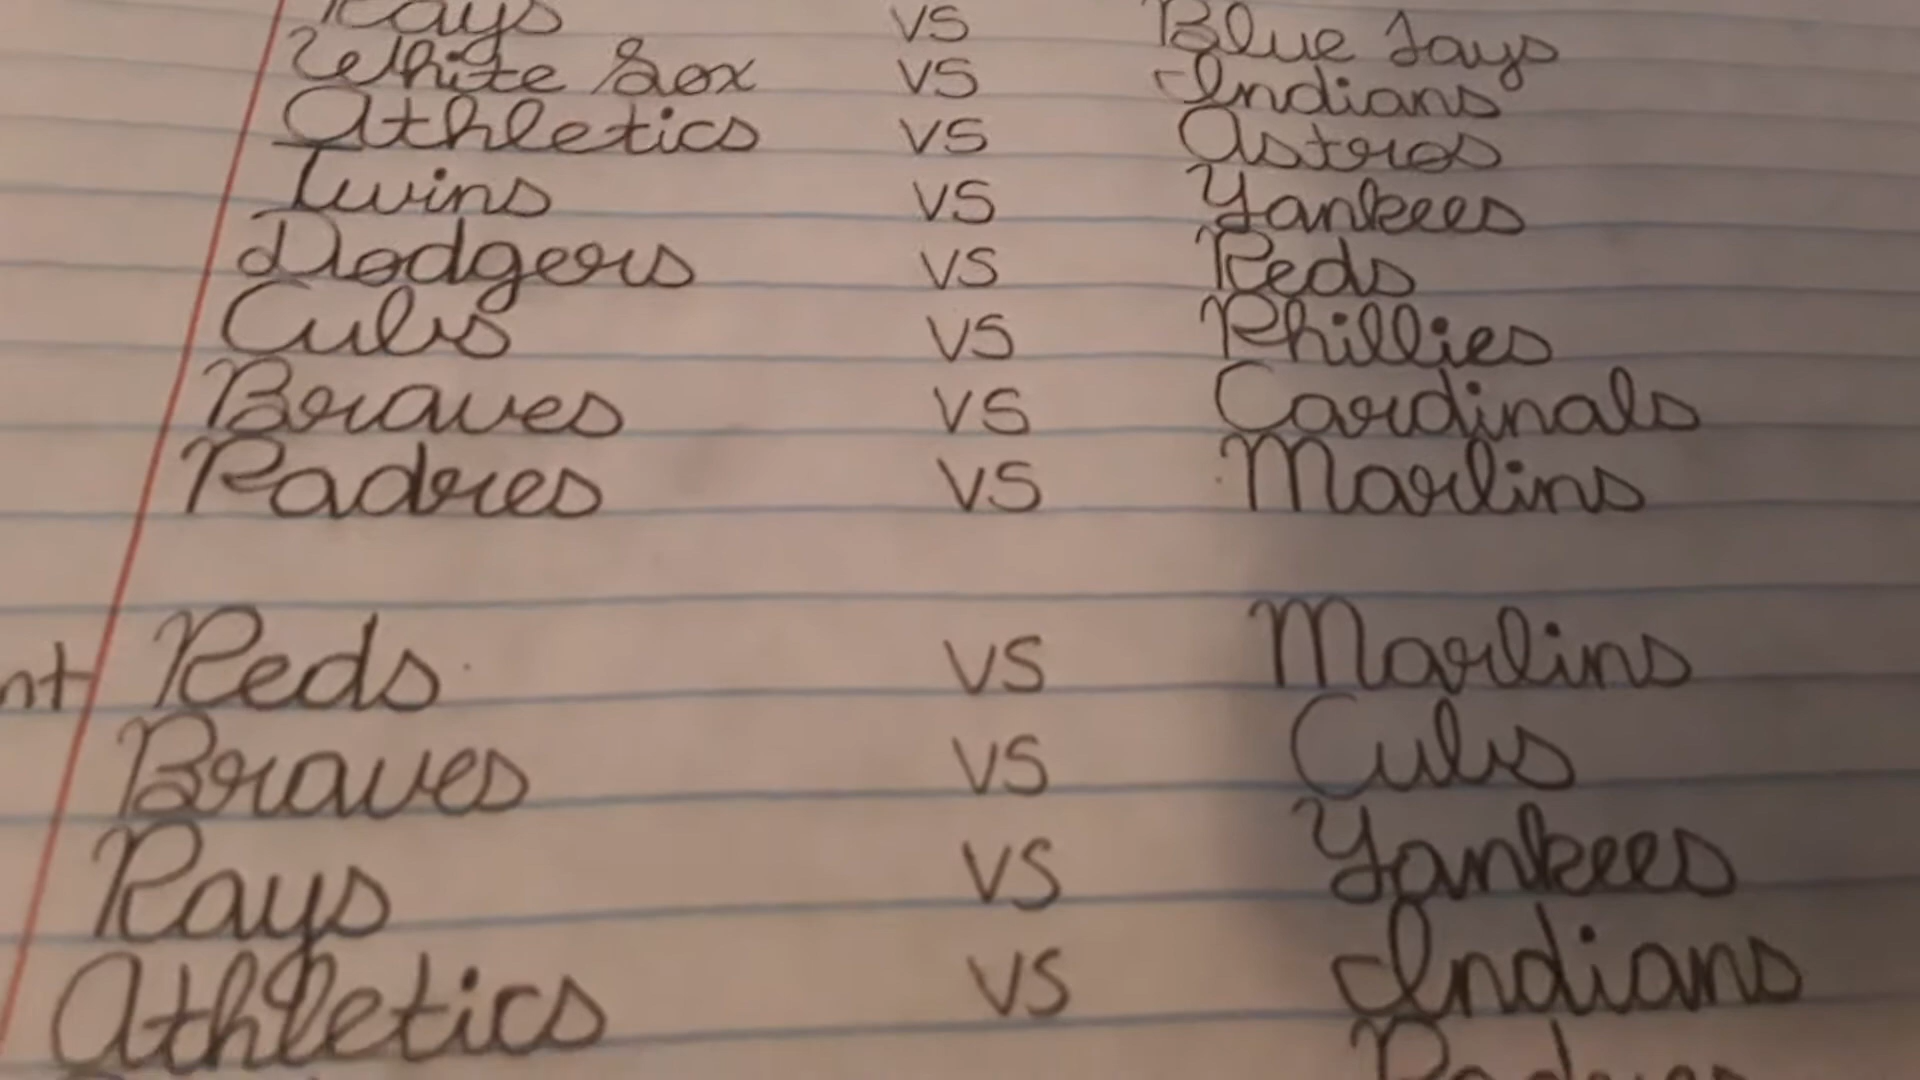 Rays vs Blue Jays
White Sox vs Indians
Athletics vs Astros
Twins vs Yankees
Dodgers vs Reds
Cubs vs Phillies
Braves vs Cardinals
Padres vs Marlins
nt Reds vs Marlins
Braves vs Cubs
Rays vs Yankees
Athletics vs Indians
Padres